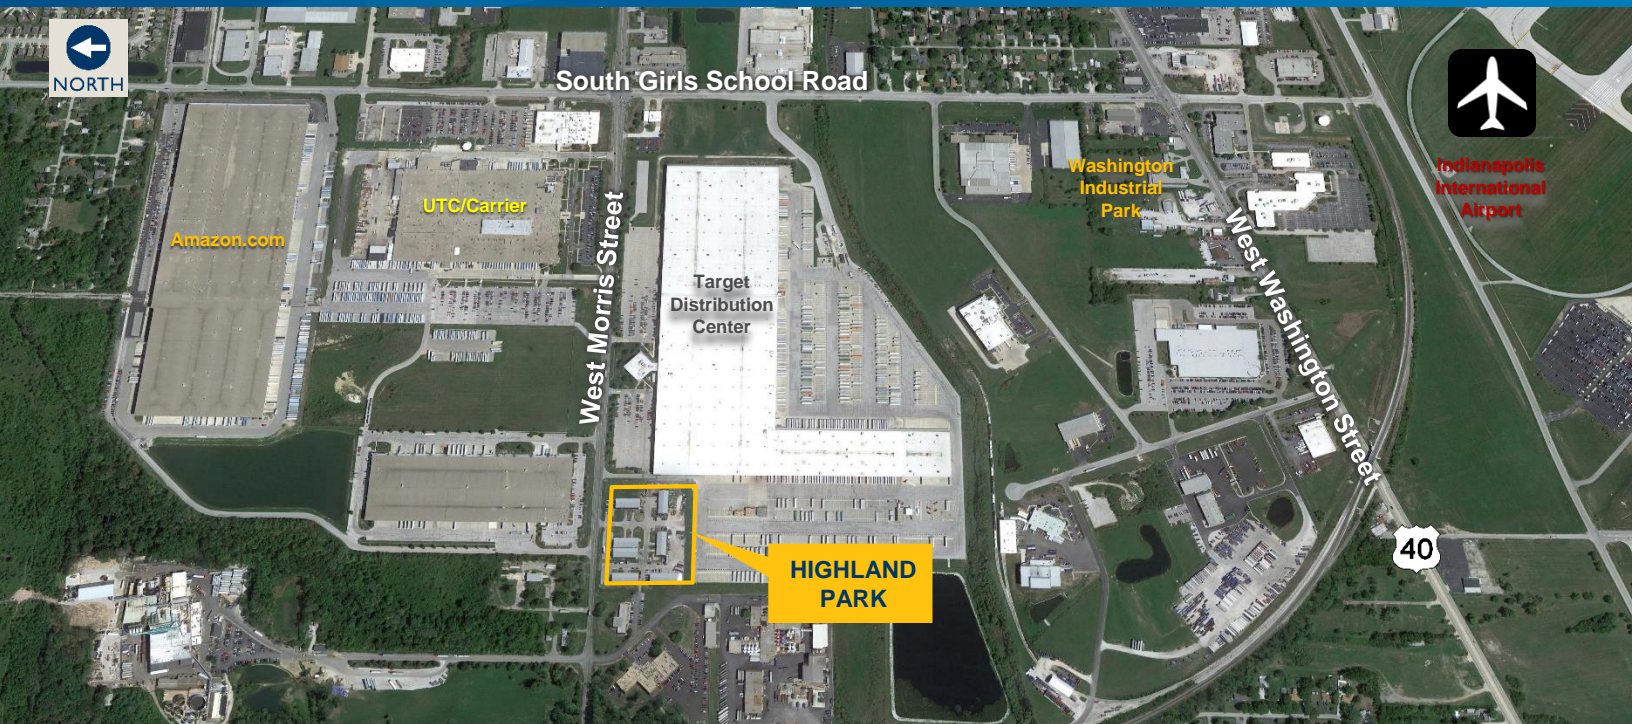 NORTH
South Girls School Road
Amazon.com
UTC/Carrier
West Morris Street
Target
Distribution
Center
Washington
Industrial
Park
West Washington Street
Indianapolis
International
Airport
HIGHLAND
PARK
40